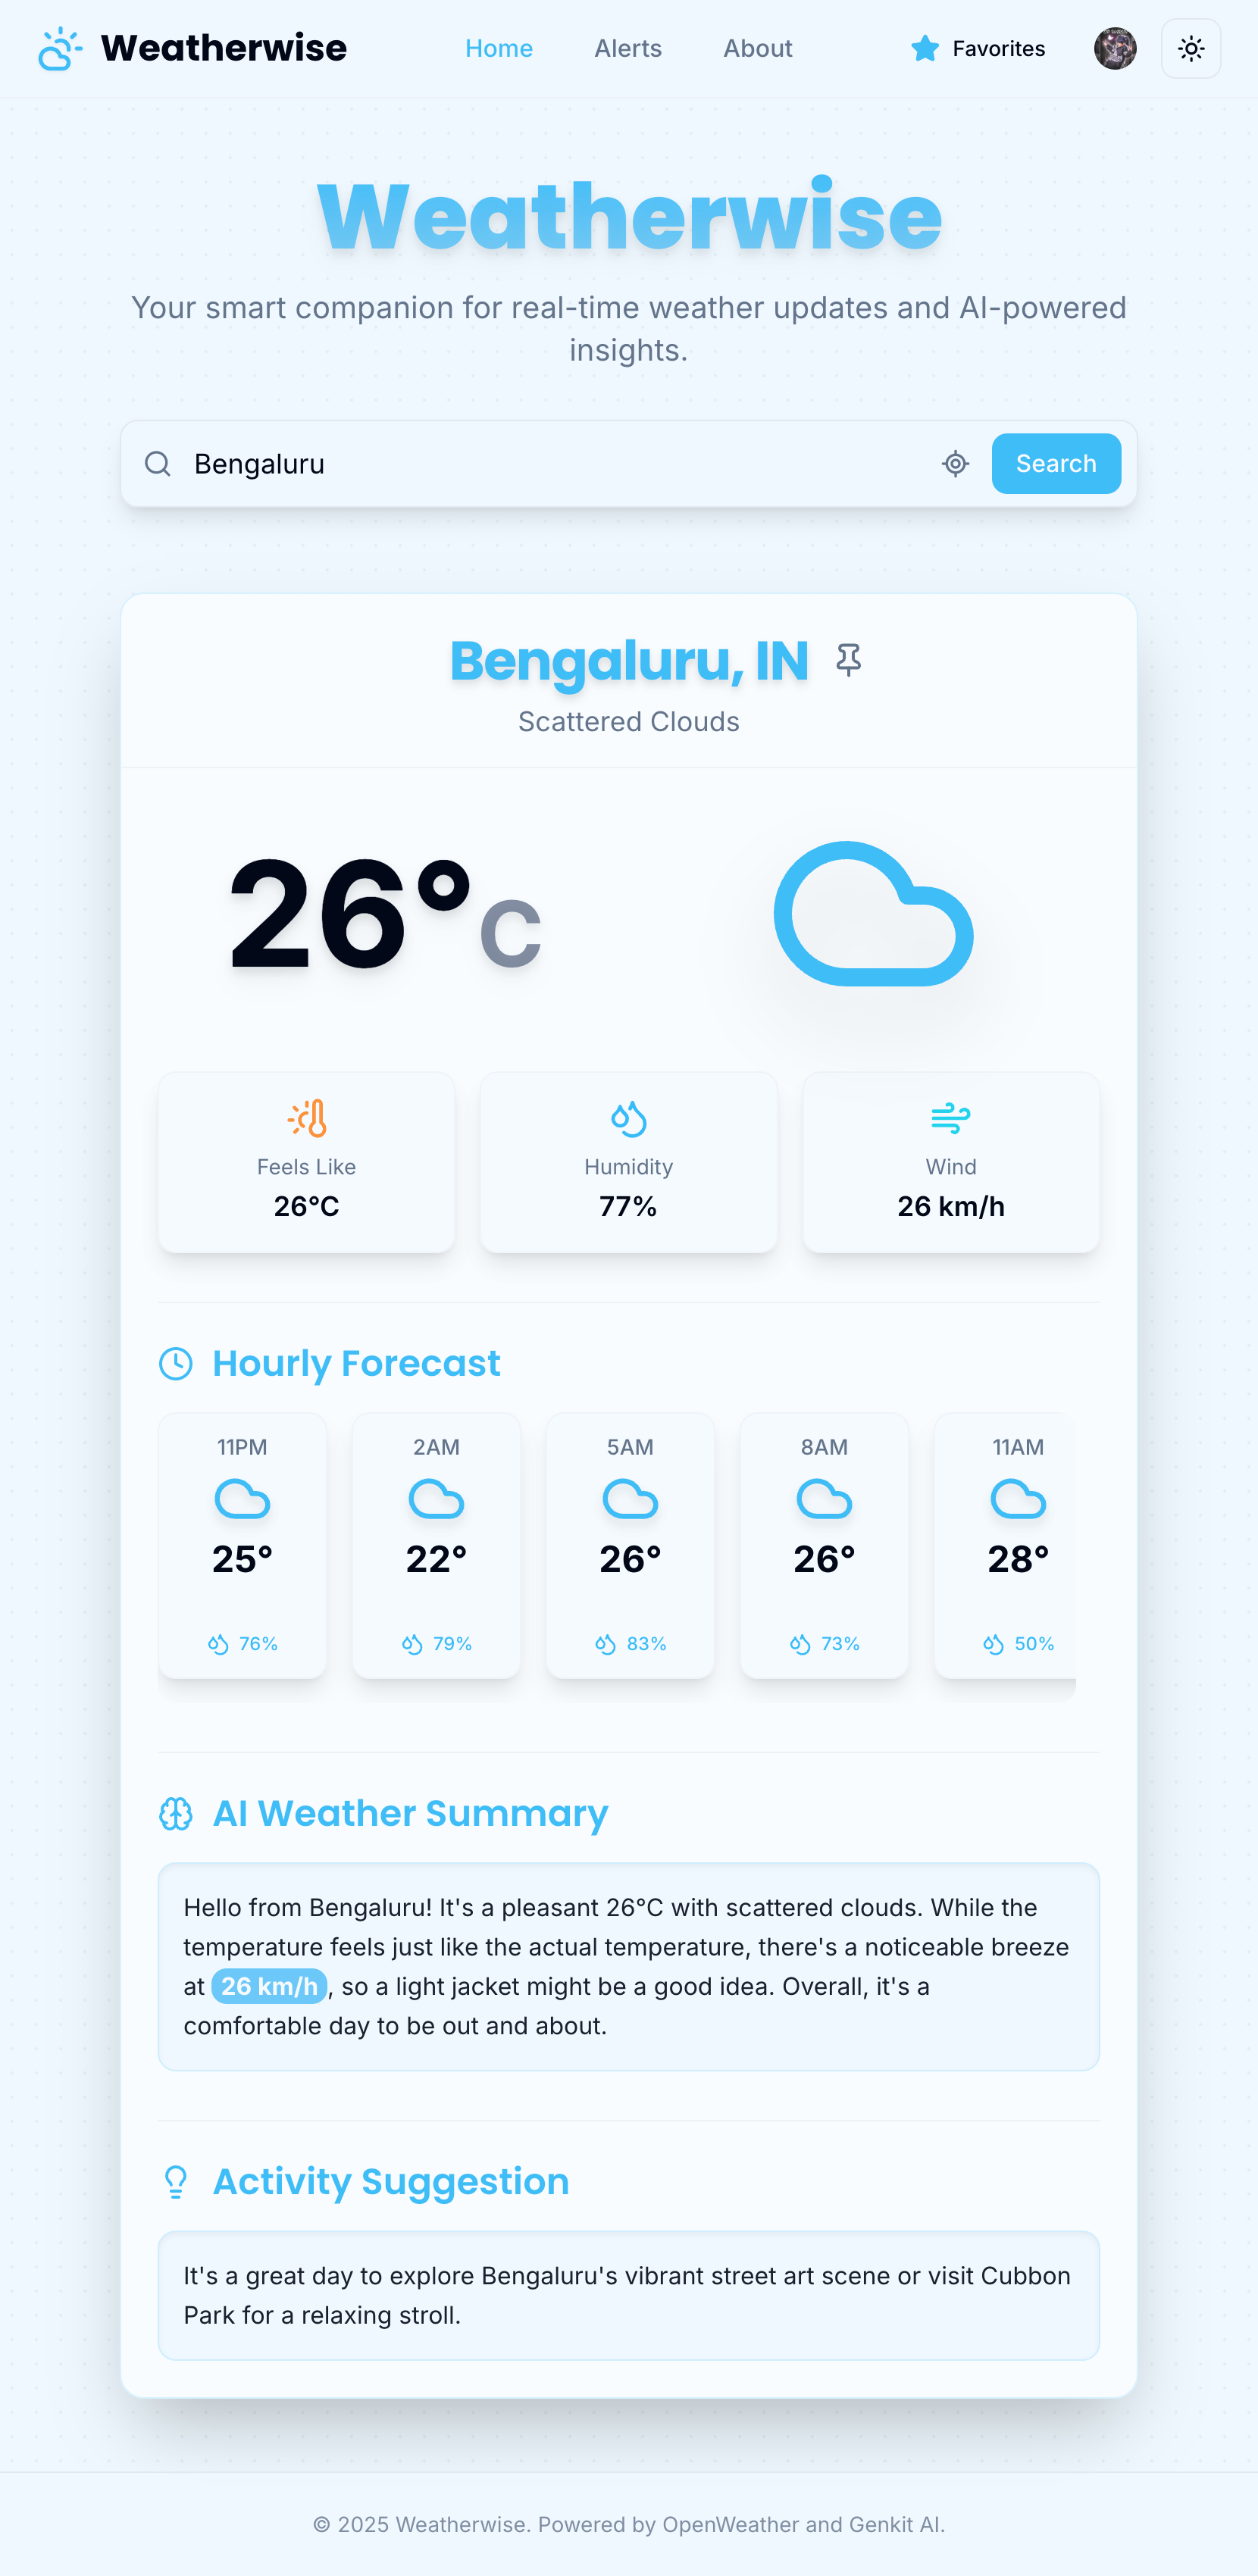 Weatherwise
Home Alerts About Favorites
Weatherwise
Your smart companion for real-time weather updates and AI-powered
insights.
Bengaluru
Search
Bengaluru, IN
Scattered Clouds
26°C
Feels Like
26°C
Humidity
77%
Wind
26 km/h
Hourly Forecast
11PM
25°
76%
2AM
22°
79%
5AM
26°
83%
8AM
26°
73%
11AM
28°
50%
AI Weather Summary
Hello from Bengaluru! It's a pleasant 26°C with scattered clouds. While the
temperature feels just like the actual temperature, there's a noticeable breeze
at 26 km/h, so a light jacket might be a good idea. Overall, it's a
comfortable day to be out and about.
Activity Suggestion
It's a great day to explore Bengaluru's vibrant street art scene or visit Cubbon
Park for a relaxing stroll.
© 2025 Weatherwise. Powered by OpenWeather and Genkit AI.